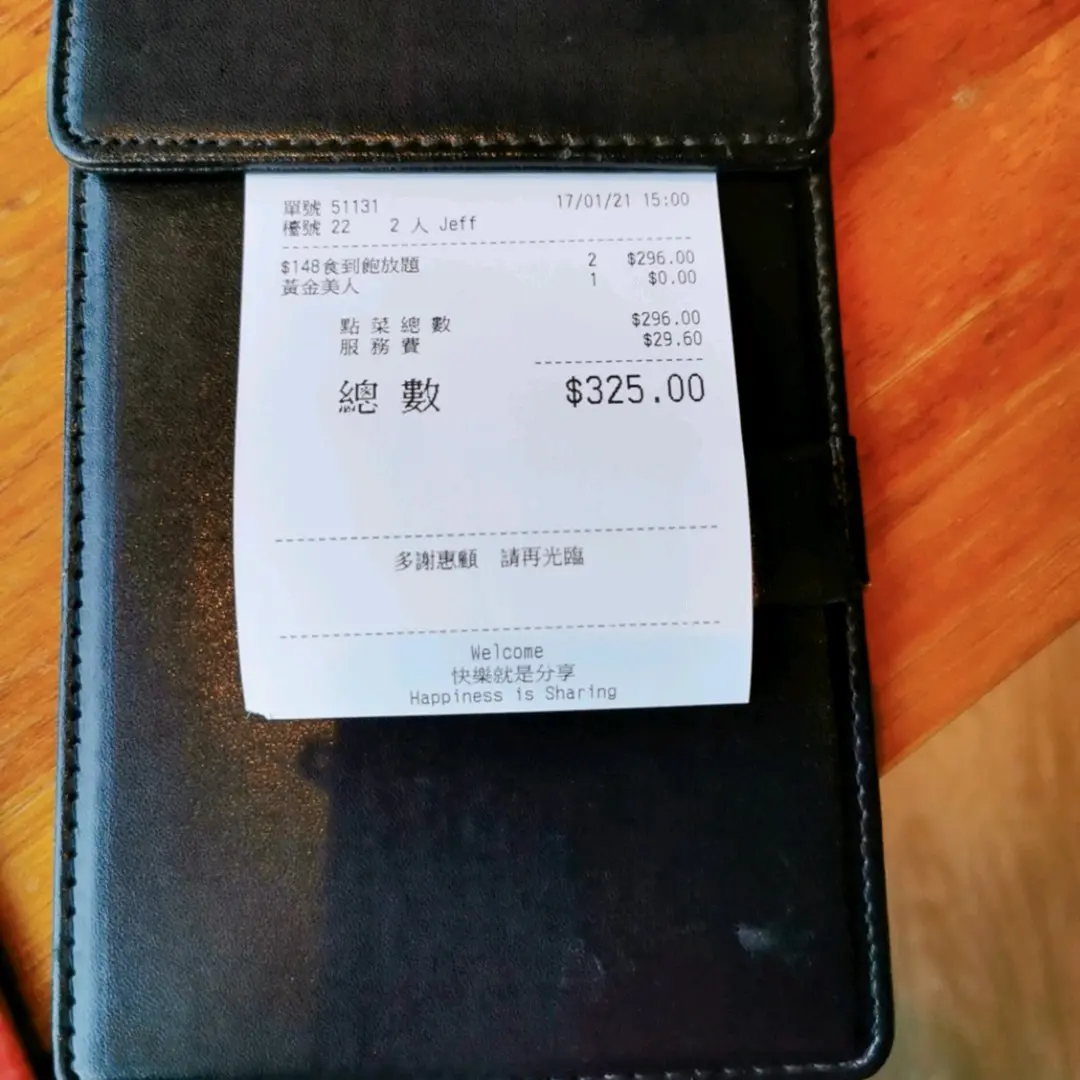 單號 51131 17/01/21 15:00
檯號 22 2 人 Jeff
$148食到飽放題 2 $296.00
黃金美人 1 $0.00
點菜總數 $296.00
服務費 $29.60
總數 $325.00
多謝惠顧 請再光臨
Welcome
快樂就是分享
Happiness is Sharing